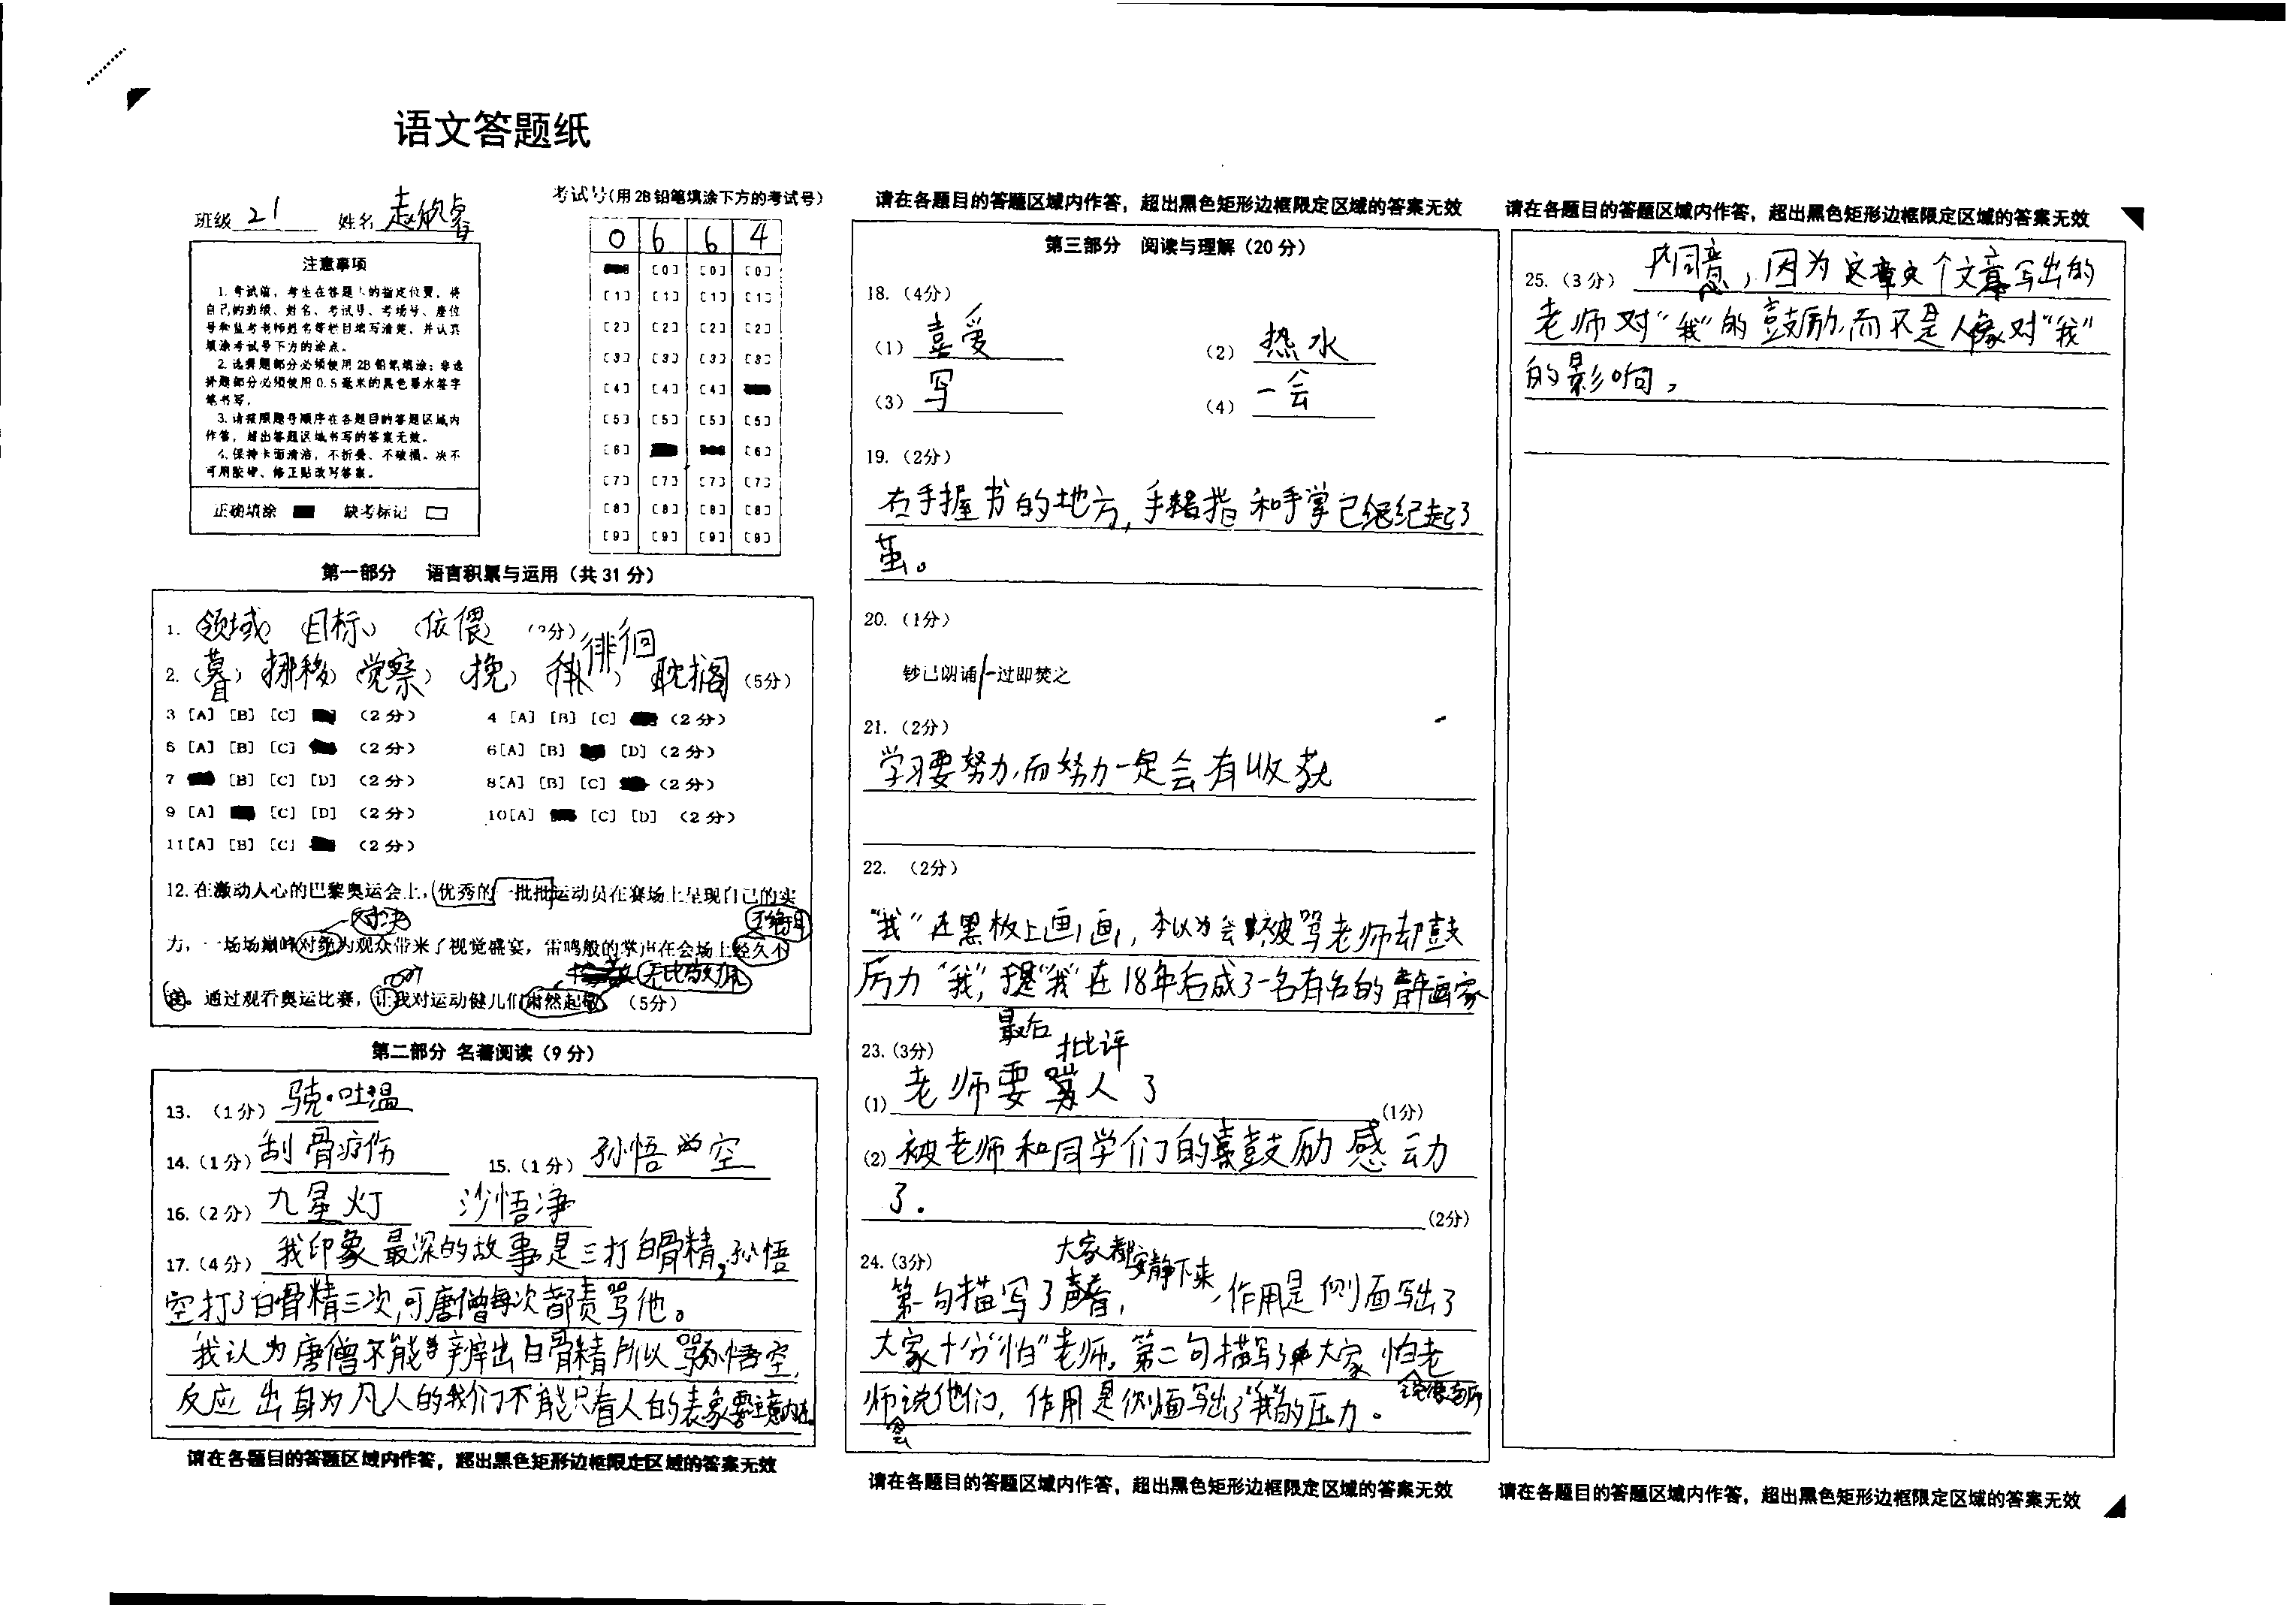 语文答题纸
班级 21 姓名 赵欣睿
考试号(用2B铅笔填涂下方的考试号)
0 6 6 4
[0] [0] [0]
[1] [1] [1] [1]
[2] [2] [2] [2]
[3] [3] [3] [3]
[4] [4] [4]
[5] [5] [5] [5]
[6] [6]
[7] [7] [7] [7]
[8] [8] [8] [8]
[9] [9] [9] [9]
注意事项
1. 考试前，考生在答题卡的指定位置，将
自己的班级、姓名、考试号、考场号、座位
号和监考老师姓名等栏目填写清楚，并认真
填涂考试号下方的涂点。
2. 选择题部分必须使用2B铅笔填涂；非选
择题部分必须使用0.5毫米的黑色墨水签字
笔书写。
3. 请按照题号顺序在各题目的答题区域内
作答，超出答题区域书写的答案无效。
4. 保持卡面清洁，不折叠、不破损。决不
可用胶带、修正贴改写答案。
正确填涂 缺考标记
第一部分 语言积累与运用（共31分）
1. (领域) (目标) (依偎)
2. (暮) (挪移) (觉察) (挽) (徘徊) 耽搁 (5分)
3 [A] [B] [C] (2分) 4 [A] [B] [C] (2分)
5 [A] [B] [C] (2分) 6[A] [B] [D] (2分)
7 [B] [C] [D] (2分) 8[A] [B] [C] (2分)
9 [A] [C] [D] (2分) 10[A] [C] [D] (2分)
11[A] [B] [C] (2分)
12. 在激动人心的巴黎奥运会上，优秀的一批批运动员在赛场上呈现自己的实
对决
力，一场场巅峰对绝为观众带来了视觉盛宴，雷鸣般的掌声在会场上经久不
。通过观看奥运比赛，让我对运动健儿们肃然起敬 (5分)
第二部分 名著阅读（9分）
13. (1分) 骁·吐温
14. (1分) 刮骨疗伤 15. (1分) 孙悟空
16. (2分) 九星灯 沙悟净
17. (4分) 我印象最深的故事是三打白骨精，孙悟
空打了白骨精三次，可唐僧每次都责骂他。
我认为唐僧不能辨出白骨精所以骂孙悟空，
反应出身为凡人的我们不能只看人的表象要注意内在。
请在各题目的答题区域内作答，超出黑色矩形边框限定区域的答案无效
请在各题目的答题区域内作答，超出黑色矩形边框限定区域的答案无效
第三部分 阅读与理解（20分）
18. (4分)
(1) 喜爱 (2) 热水
(3) 写 (4) 一会
19. (2分)
右手握书的地方，手指和手掌已经纪起了
茧。
20. (1分)
钞已朗诵/一过即焚之
21. (2分)
学习要努力，而努力一定会有收获
22. (2分)
“我”在黑板上画画，本以为会被骂老师却鼓
厉力“我”，“我”在18年后成了一名有名的青年画家
最后
23. (3分)
批评
(1) 老师要骂人了 (1分)
(2) 被老师和同学们的鼓励感动
了. (2分)
24. (3分)
大家都安静下来
第一句描写了声音，，作用是侧面写出了
大家十分“怕”老师。第二句描写了大家怕老
师说他们，作用是侧面写出了“我”的压力。
会
请在各题目的答题区域内作答，超出黑色矩形边框限定区域的答案无效
请在各题目的答题区域内作答，超出黑色矩形边框限定区域的答案无效
25. (3分) 不同意，因为这个文章写出的
老师对“我”的鼓励，而不是人像对“我”
的影响，
请在各题目的答题区域内作答，超出黑色矩形边框限定区域的答案无效